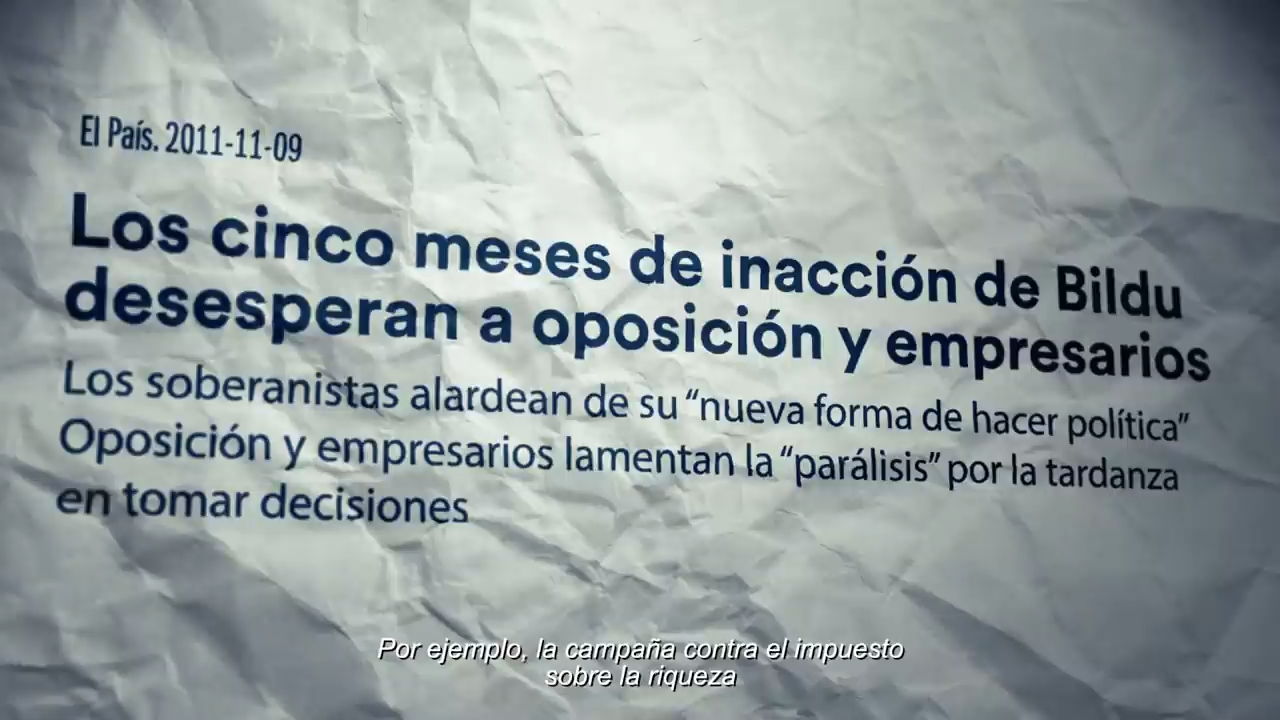 El País. 2011-11-09
Los cinco meses de inacción de Bildu
desesperan a oposición y empresarios
Los soberanistas alardean de su “nueva forma de hacer política”
Oposición y empresarios lamentan la “parálisis” por la tardanza
en tomar decisiones
Por ejemplo, la campaña contra el impuesto
sobre la riqueza